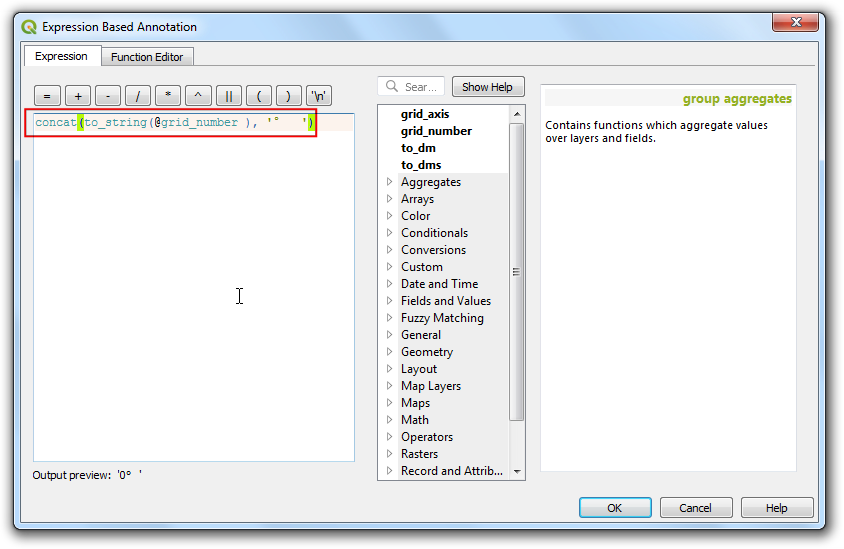 Expression Based Annotation
Expression
Function Editor
= + - / * ^ || ( ) '\n'
Sear...
Show Help
concat(to_string(@grid_number ), '°   ')
grid_axis
grid_number
to_dm
to_dms
Aggregates
Arrays
Color
Conditionals
Conversions
Custom
Date and Time
Fields and Values
Fuzzy Matching
General
Geometry
Layout
Map Layers
Maps
Math
Operators
Rasters
Record and Attrib...
group aggregates
Contains functions which aggregate values
over layers and fields.
Output preview: '0° '
OK
Cancel
Help